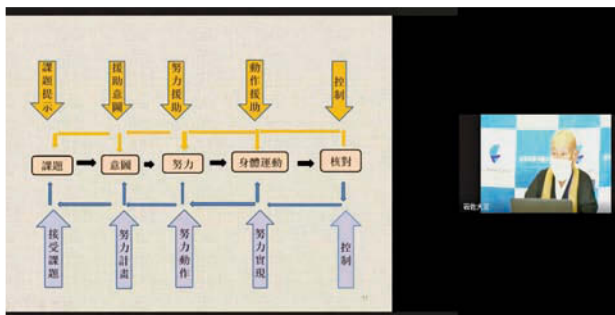 課題提示
援助意圖
努力援助
動作援助
控制
課題
意圖
努力
身體運動
核對
接受課題
努力計畫
努力動作
努力實現
控制